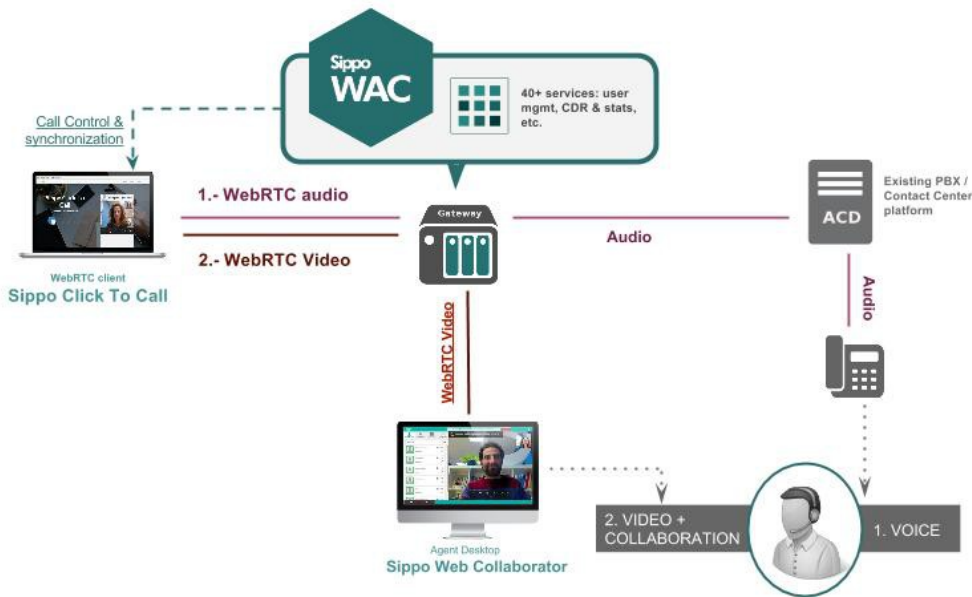 Sippo
WAC
40+ services: user
mgmt, CDR & stats,
etc.
Call Control &
synchronization
1.- WebRTC audio
2.- WebRTC Video
WebRTC client
Sippo Click To Call
Gateway
Audio
ACD
Existing PBX /
Contact Center
platform
Audio
WebRTC Video
Agent Desktop
Sippo Web Collaborator
2. VIDEO +
COLLABORATION
1. VOICE